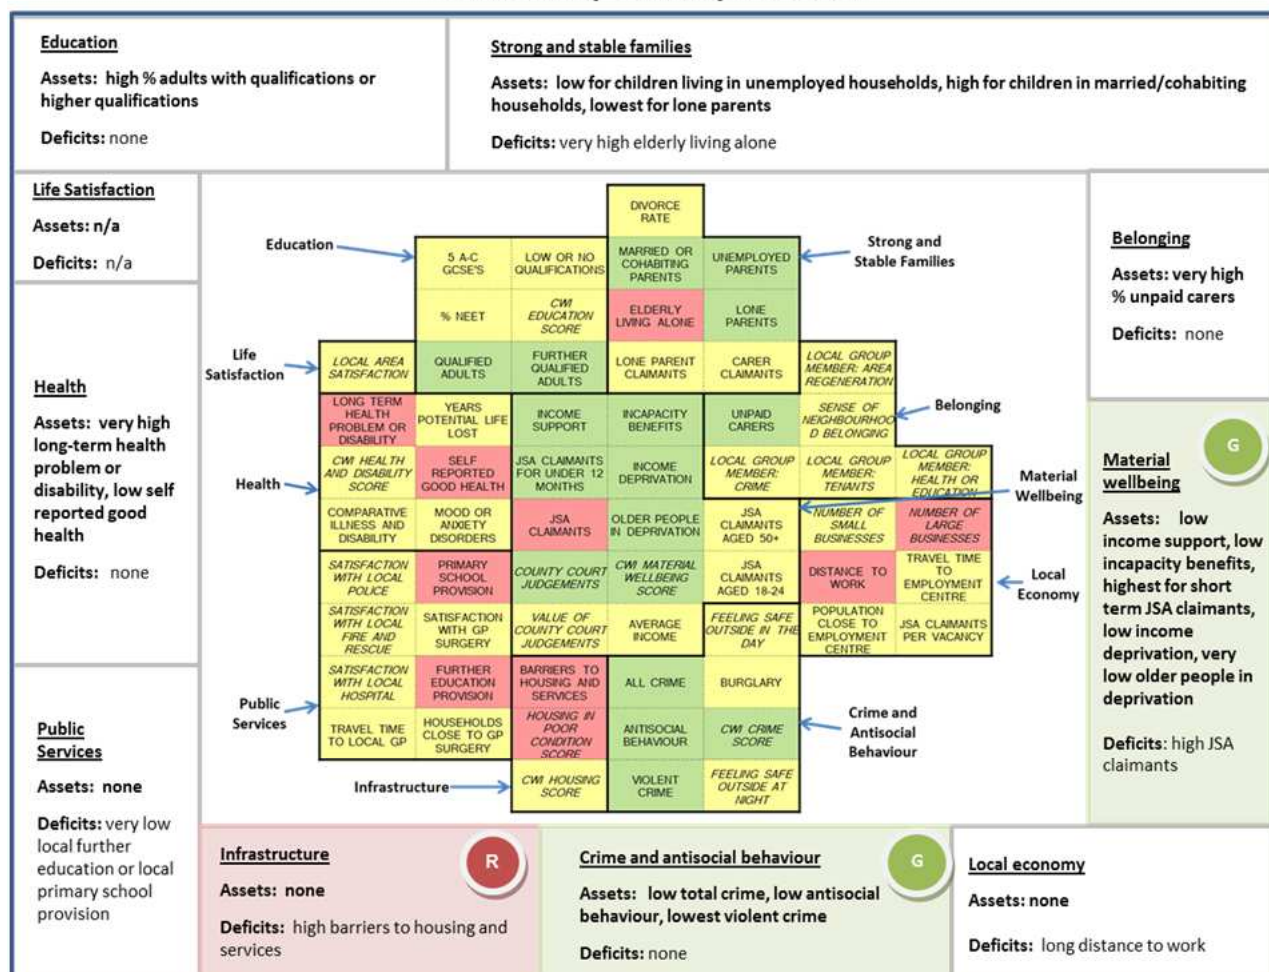 Education
Assets: high % adults with qualifications or
higher qualifications
Deficits: none
Strong and stable families
Assets: low for children living in unemployed households, high for children in married/cohabiting
households, lowest for lone parents
Deficits: very high elderly living alone
Life Satisfaction
Assets: n/a
Deficits: n/a
Health
Assets: very high
long-term health
problem or
disability, low self
reported good
health
Deficits: none
Public
Services
Assets: none
Deficits: very low
local further
education or local
primary school
provision
Education
Life
Satisfaction
Health
Public
Services
Infrastructure
DIVORCE
RATE
5 A-C
GCSE'S
LOW OR NO
QUALIFICATIONS
MARRIED OR
COHABITING
PARENTS
UNEMPLOYED
PARENTS
% NEET
CWI
EDUCATION
SCORE
ELDERLY
LIVING ALONE
LONE
PARENTS
LOCAL AREA
SATISFACTION
QUALIFIED
ADULTS
FURTHER
QUALIFIED
ADULTS
LONE PARENT
CLAIMANTS
CARER
CLAIMANTS
LOCAL GROUP
MEMBER: AREA
REGENERATION
LONG TERM
HEALTH
PROBLEM OR
DISABILITY
YEARS
POTENTIAL LIFE
LOST
INCOME
SUPPORT
INCAPACITY
BENEFITS
UNPAID
CARERS
SENSE OF
NEIGHBOURHOO
D BELONGING
CWI HEALTH
AND DISABILITY
SCORE
SELF
REPORTED
GOOD HEALTH
JSA CLAIMANTS
FOR UNDER 12
MONTHS
INCOME
DEPRIVATION
LOCAL GROUP
MEMBER:
CRIME
LOCAL GROUP
MEMBER:
TENANTS
LOCAL GROUP
MEMBER:
HEALTH OR
EDUCATION
COMPARATIVE
ILLNESS AND
DISABILITY
MOOD OR
ANXIETY
DISORDERS
JSA
CLAIMANTS
OLDER PEOPLE
IN DEPRIVATION
JSA
CLAIMANTS
AGED 50+
NUMBER OF
SMALL
BUSINESSES
NUMBER OF
LARGE
BUSINESSES
SATISFACTION
WITH LOCAL
POLICE
PRIMARY
SCHOOL
PROVISION
COUNTY COURT
JUDGEMENTS
CWI MATERIAL
WELLBEING
SCORE
JSA
CLAIMANTS
AGED 18-24
DISTANCE TO
WORK
TRAVEL TIME
TO
EMPLOYMENT
CENTRE
SATISFACTION
WITH LOCAL
FIRE AND
RESCUE
SATISFACTION
WITH GP
SURGERY
VALUE OF
COUNTY COURT
JUDGEMENTS
AVERAGE
INCOME
FEELING SAFE
OUTSIDE IN THE
DAY
POPULATION
CLOSE TO
EMPLOYMENT
CENTRE
JSA CLAIMANTS
PER VACANCY
SATISFACTION
WITH LOCAL
HOSPITAL
FURTHER
EDUCATION
PROVISION
BARRIERS TO
HOUSING AND
SERVICES
ALL CRIME
BURGLARY
TRAVEL TIME
TO LOCAL GP
HOUSEHOLDS
CLOSE TO GP
SURGERY
HOUSING IN
POOR
CONDITION
SCORE
ANTISOCIAL
BEHAVIOUR
CWI CRIME
SCORE
CWI HOUSING
SCORE
VIOLENT
CRIME
FEELING SAFE
OUTSIDE AT
NIGHT
Strong and
Stable Families
Belonging
Material
Wellbeing
Local
Economy
Crime and
Antisocial
Behaviour
Belonging
Assets: very high
% unpaid carers
Deficits: none
G
Material
wellbeing
Assets: low
income support, low
incapacity benefits,
highest for short
term JSA claimants,
low income
deprivation, very
low older people in
deprivation
Deficits: high JSA
claimants
Infrastructure
R
Assets: none
Deficits: high barriers to housing and
services
Crime and antisocial behaviour
G
Assets: low total crime, low antisocial
behaviour, lowest violent crime
Deficits: none
Local economy
Assets: none
Deficits: long distance to work